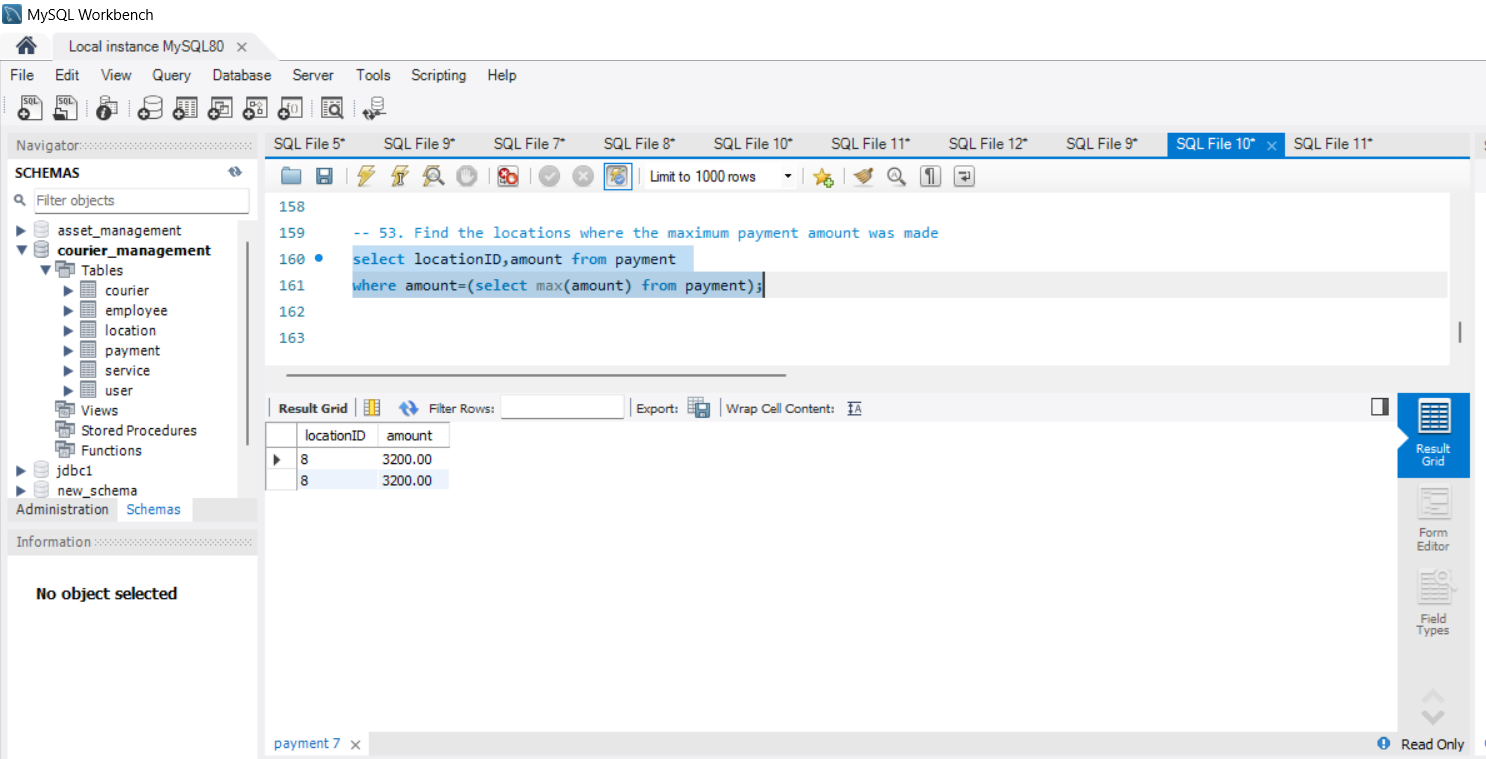 MySQL Workbench
Local instance MySQL80
File Edit View Query Database Server Tools Scripting Help
Navigator
SCHEMAS
Filter objects
asset_management
courier_management
Tables
courier
employee
location
payment
service
user
Views
Stored Procedures
Functions
jdbc1
new_schema
Administration Schemas
Information
No object selected
SQL File 5* SQL File 9* SQL File 7* SQL File 8* SQL File 10* SQL File 11* SQL File 12* SQL File 9* SQL File 10* SQL File 11*
Limit to 1000 rows
158
159 -- 53. Find the locations where the maximum payment amount was made
160 select locationID,amount from payment
161 where amount=(select max(amount) from payment);
162
163
Result Grid Filter Rows: Export: Wrap Cell Content:
locationID amount
8 3200.00
8 3200.00
Result Grid
Form Editor
Field Types
payment 7
Read Only